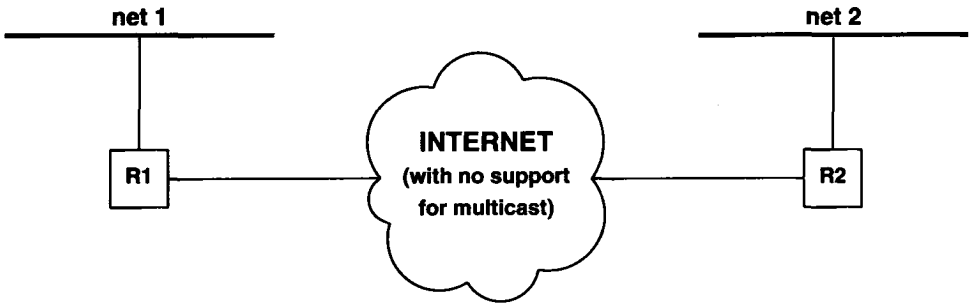 net 1
net 2
R1
INTERNET
(with no support
for multicast)
R2